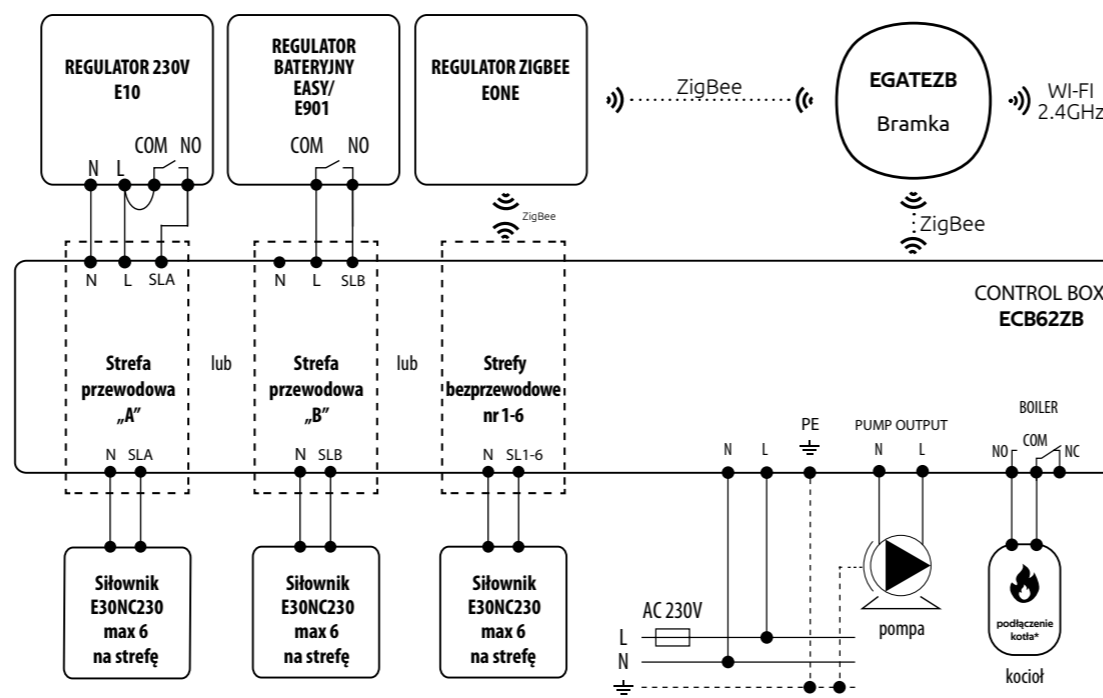 REGULATOR 230V
E10
N L COM NO
REGULATOR
BATERYJNY
EASY/
E901
COM NO
REGULATOR ZIGBEE
EONE
ZigBee
EGATEZB
Bramka
WI-FI
2.4GHz
ZigBee
ZigBee
N L SLA
N L SLB
CONTROL BOX
ECB62ZB
Strefa
przewodowa
„A”
lub
Strefa
przewodowa
„B”
lub
Strefy
bezprzewodowe
nr 1-6
N SLA
N SLB
N SL1-6
N L PE
PUMP OUTPUT
N L
BOILER
NO COM NC
Siłownik
E30NC230
max 6
na strefę
Siłownik
E30NC230
max 6
na strefę
Siłownik
E30NC230
max 6
na strefę
AC 230V
L
N
pompa
podłączenie
kotła*
kocioł